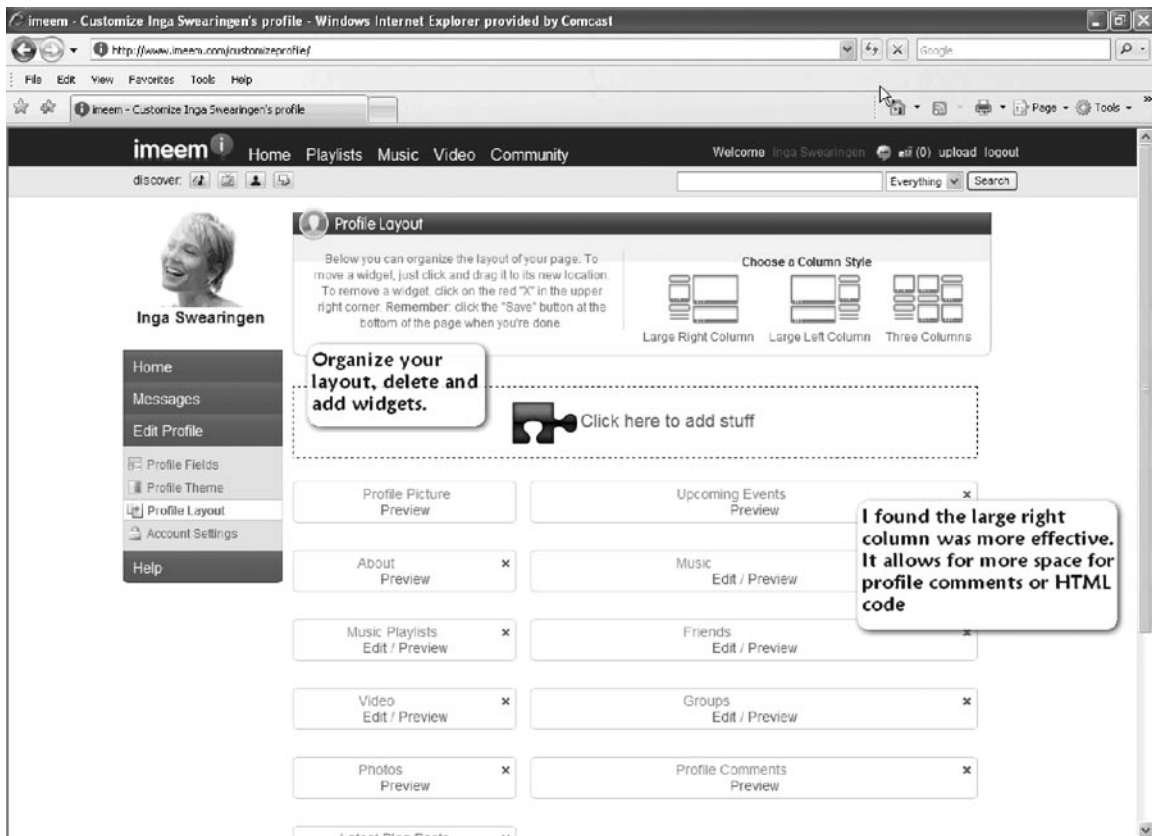 imeem - Customize Inga Swearingen's profile - Windows Internet Explorer provided by Comcast
http://www.imeem.com/customizeprofile/
Google
File Edit View Favorites Tools Help
imeem - Customize Inga Swearingen's profile
Page Tools
imeem Home Playlists Music Video Community
Welcome Inga Swearingen (0) upload logout
discover:
Everything Search
Profile Layout
Below you can organize the layout of your page. To
move a widget, just click and drag it to its new location.
To remove a widget, click on the red "X" in the upper
right corner. Remember: click the "Save" button at the
bottom of the page when you're done
Choose a Column Style
Large Right Column Large Left Column Three Columns
Inga Swearingen
Home
Messages
Edit Profile
Profile Fields
Profile Theme
Profile Layout
Account Settings
Help
Organize your
layout, delete and
add widgets.
Click here to add stuff
Profile Picture
Preview
Upcoming Events
Preview
I found the large right
column was more effective.
It allows for more space for
profile comments or HTML
code
About
Preview
Music
Edit / Preview
Music Playlists
Edit / Preview
Friends
Edit / Preview
Video
Edit / Preview
Groups
Edit / Preview
Photos
Preview
Profile Comments
Preview
Latest Blog Posts